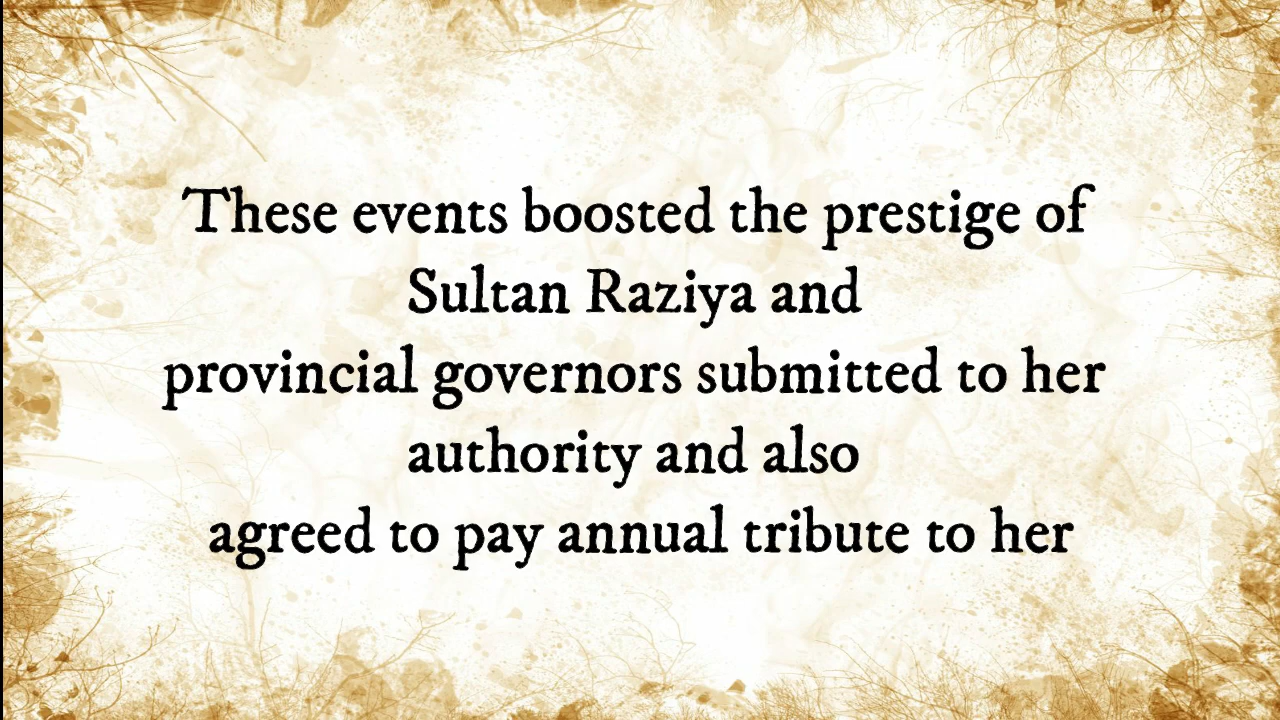 These events boosted the prestige of
Sultan Raziya and
provincial governors submitted to her
authority and also
agreed to pay annual tribute to her